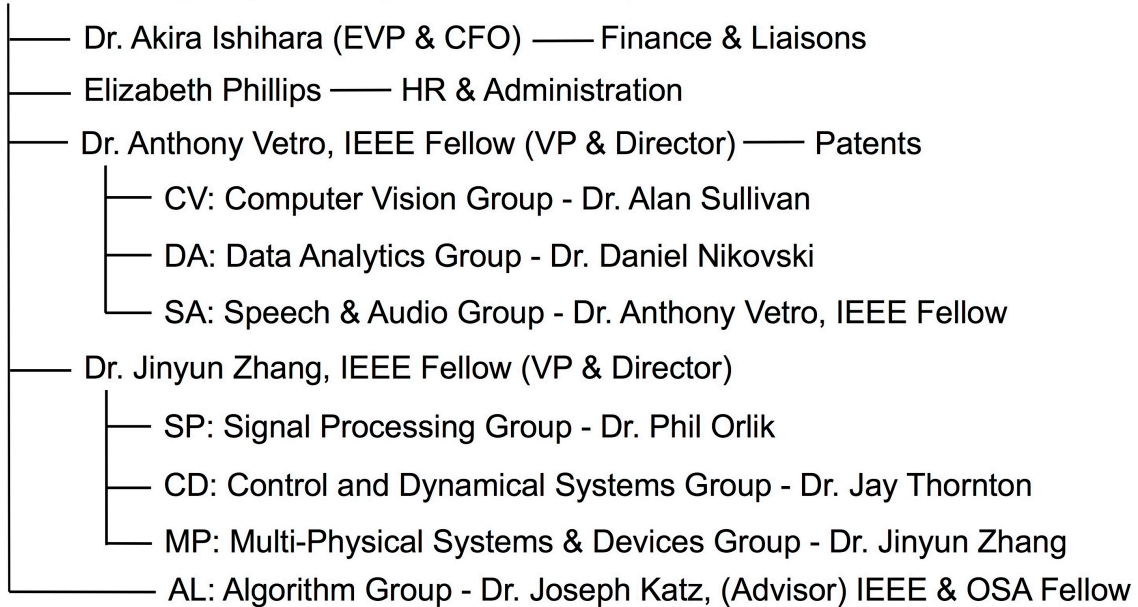 Dr. Akira Ishihara (EVP & CFO) Finance & Liaisons
Elizabeth Phillips HR & Administration
Dr. Anthony Vetro, IEEE Fellow (VP & Director) Patents
CV: Computer Vision Group - Dr. Alan Sullivan
DA: Data Analytics Group - Dr. Daniel Nikovski
SA: Speech & Audio Group - Dr. Anthony Vetro, IEEE Fellow
Dr. Jinyun Zhang, IEEE Fellow (VP & Director)
SP: Signal Processing Group - Dr. Phil Orlik
CD: Control and Dynamical Systems Group - Dr. Jay Thornton
MP: Multi-Physical Systems & Devices Group - Dr. Jinyun Zhang
AL: Algorithm Group - Dr. Joseph Katz, (Advisor) IEEE & OSA Fellow